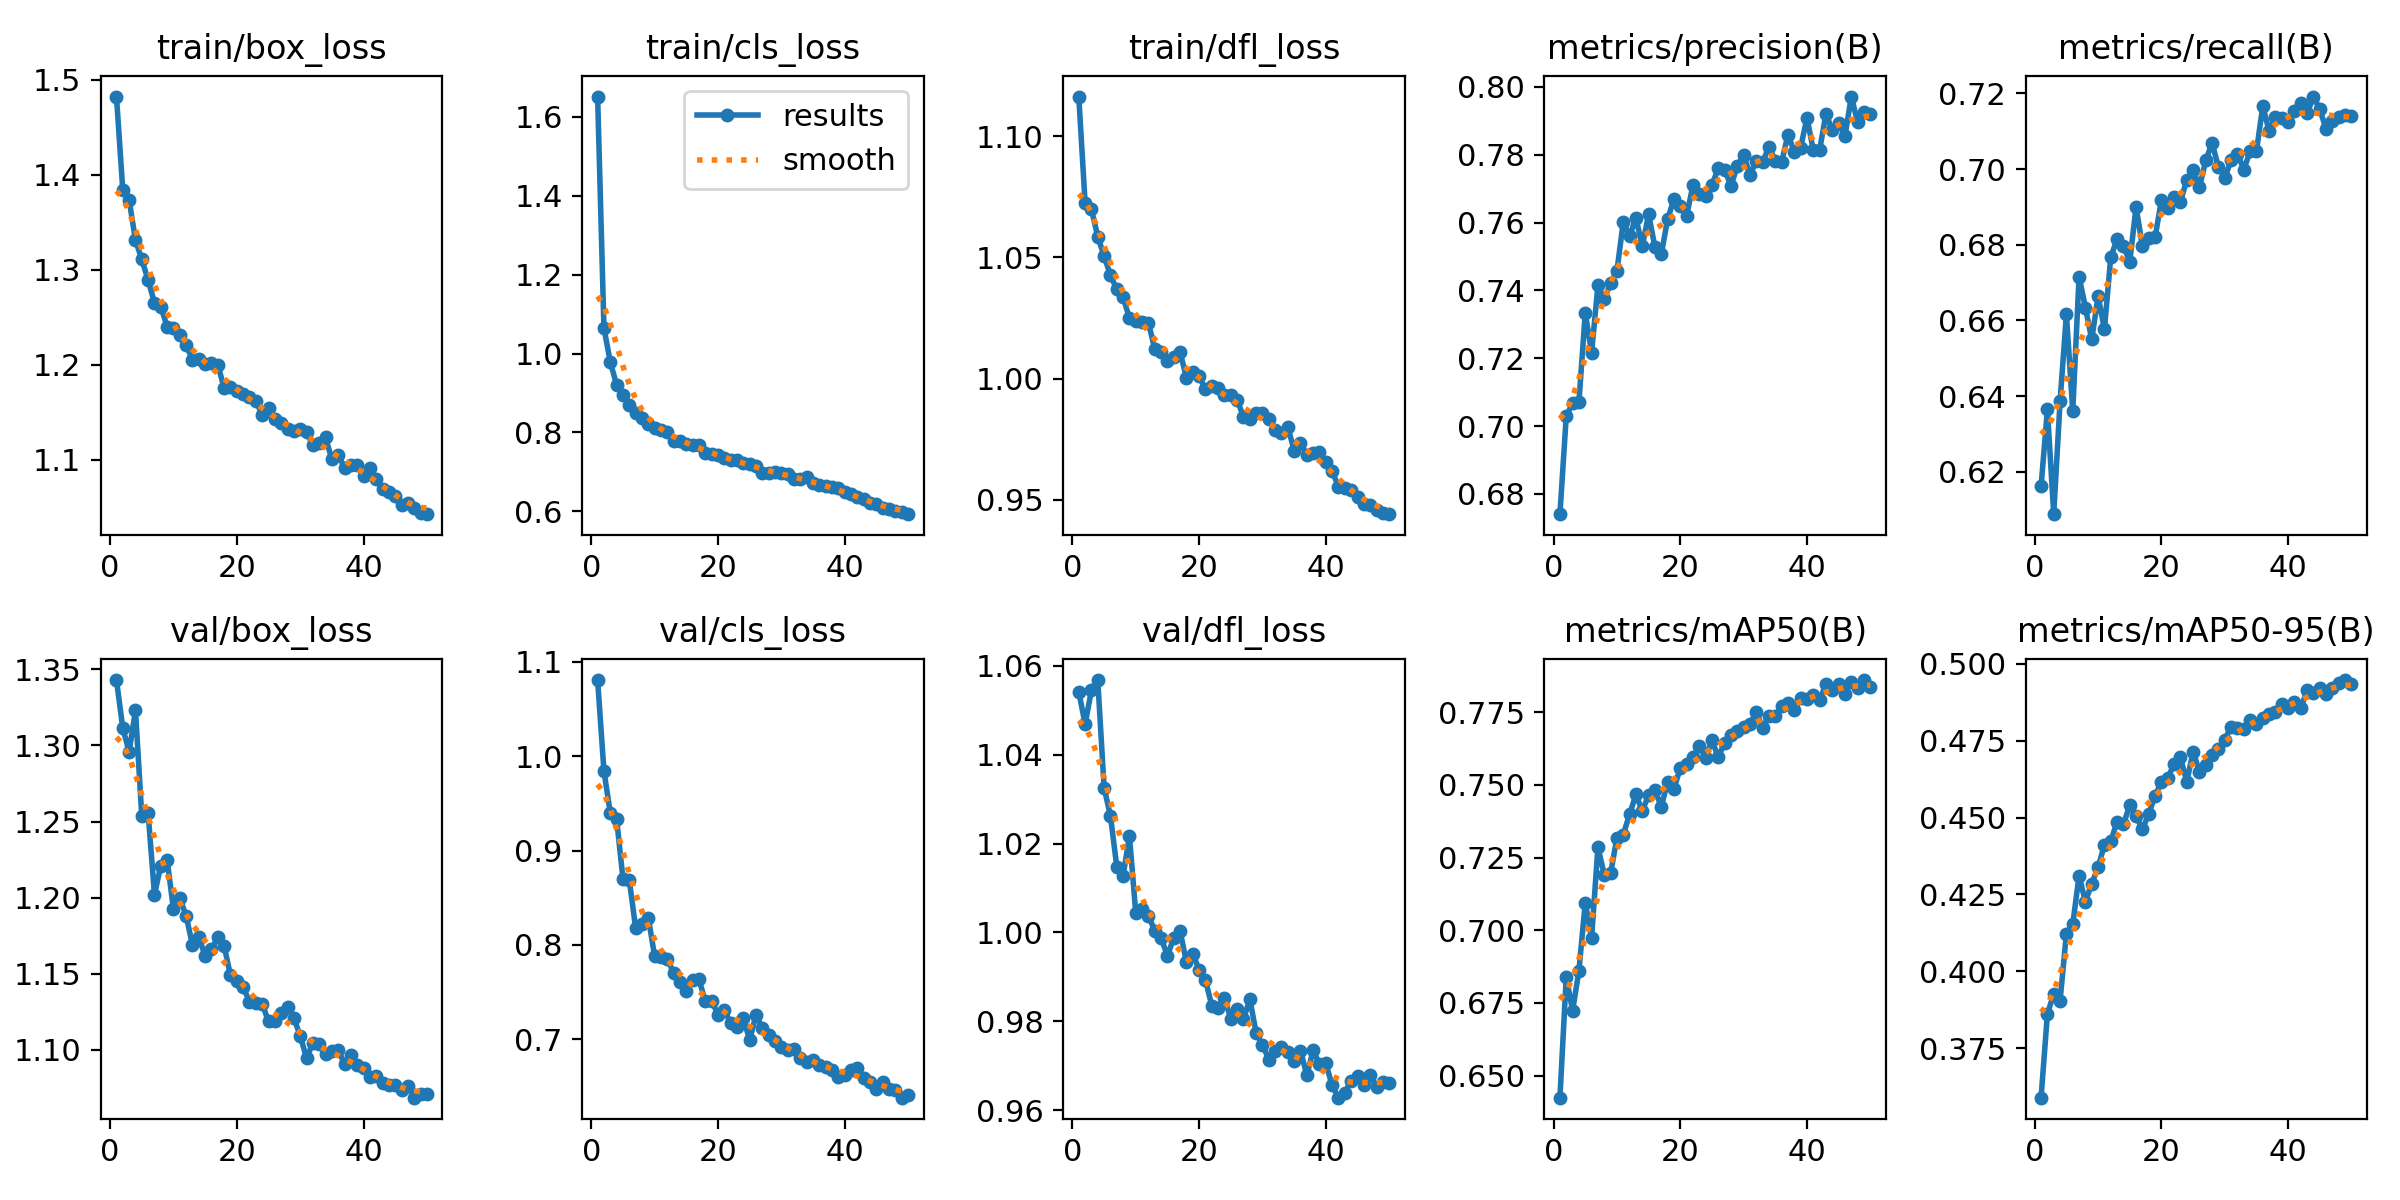 train/box_loss
1.5
1.4
1.3
1.2
1.1
0 20 40
train/cls_loss
results
smooth
1.6
1.4
1.2
1.0
0.8
0.6
0 20 40
train/dfl_loss
1.10
1.05
1.00
0.95
0 20 40
metrics/precision(B)
0.80
0.78
0.76
0.74
0.72
0.70
0.68
0 20 40
metrics/recall(B)
0.72
0.70
0.68
0.66
0.64
0.62
0 20 40
val/box_loss
1.35
1.30
1.25
1.20
1.15
1.10
0 20 40
val/cls_loss
1.1
1.0
0.9
0.8
0.7
0 20 40
val/dfl_loss
1.06
1.04
1.02
1.00
0.98
0.96
0 20 40
metrics/mAP50(B)
0.775
0.750
0.725
0.700
0.675
0.650
0 20 40
metrics/mAP50-95(B)
0.500
0.475
0.450
0.425
0.400
0.375
0 20 40